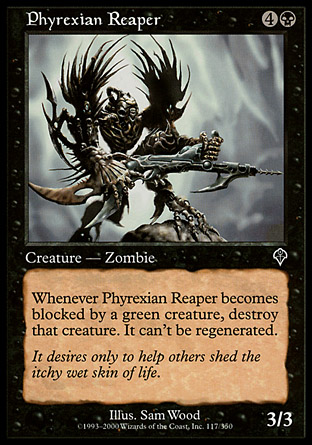 Phyrexian Reaper 4
Creature — Zombie
Whenever Phyrexian Reaper becomes
blocked by a green creature, destroy
that creature. It can't be regenerated.
It desires only to help others shed the
itchy wet skin of life.
Illus. Sam Wood
©1993–2000 Wizards of the Coast, Inc. 117/350
3/3